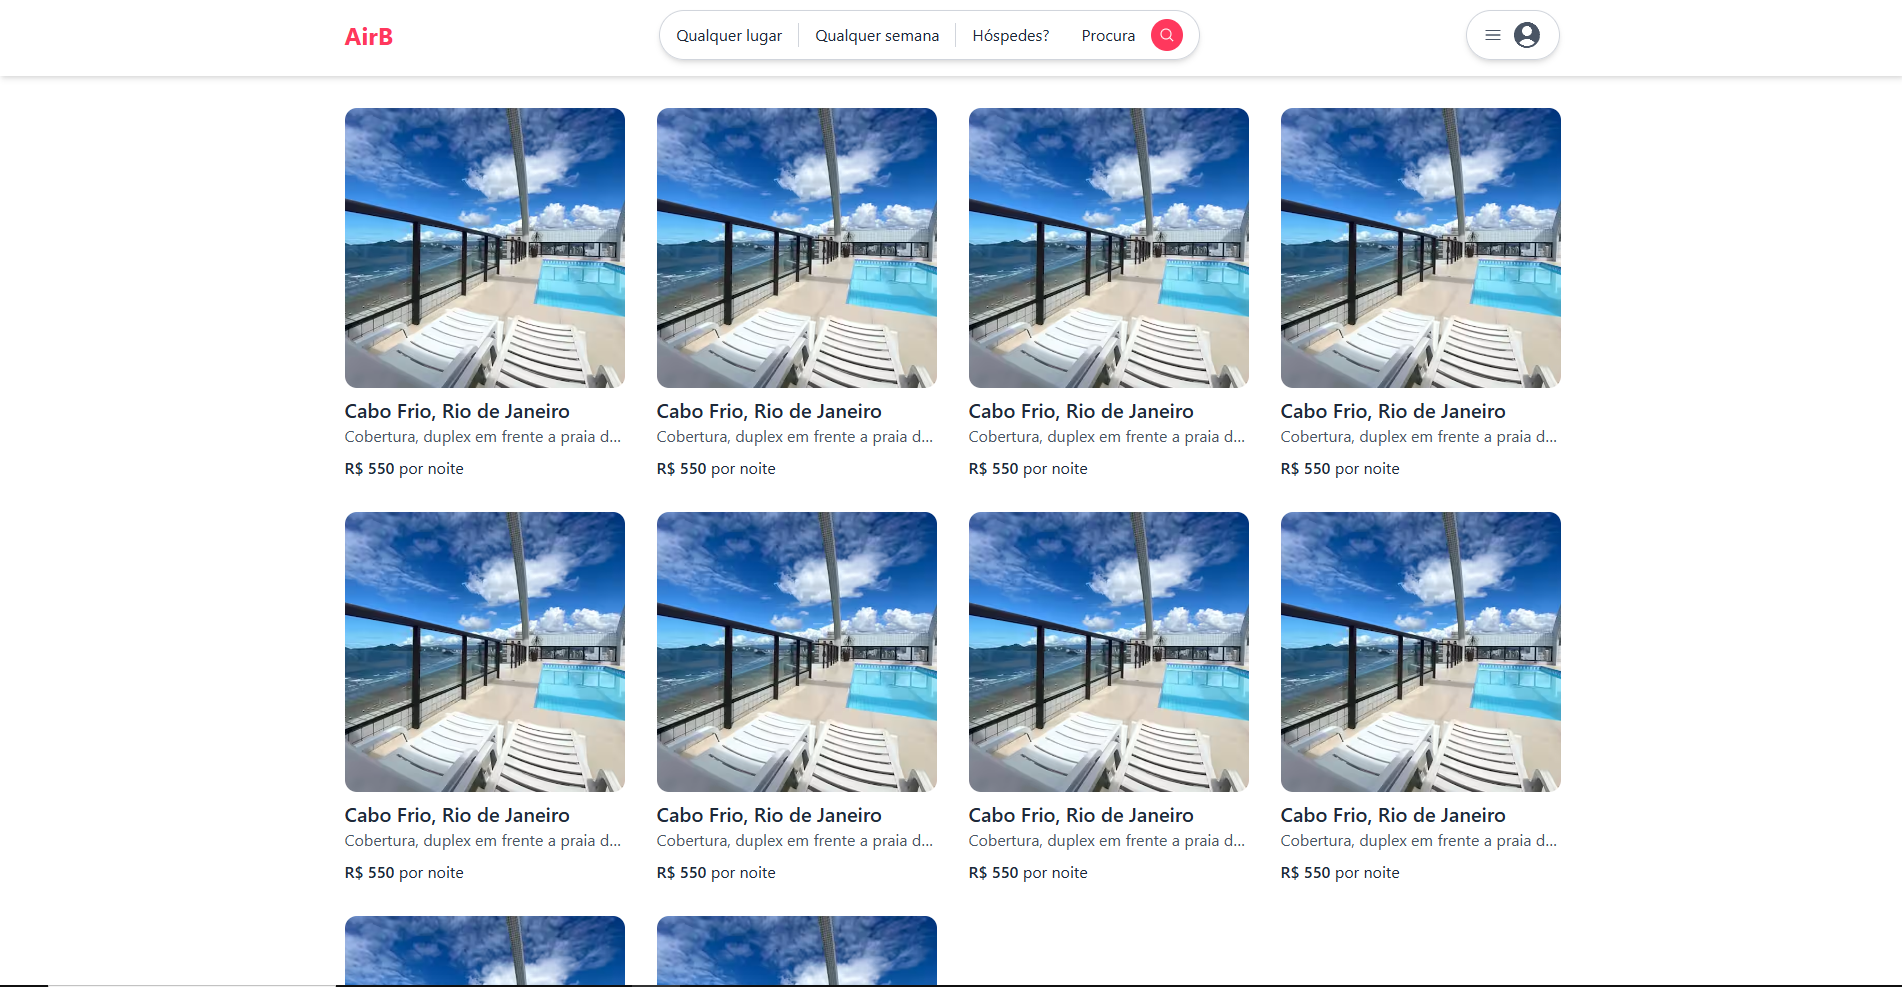 AirB
Qualquer lugar Qualquer semana Hóspedes? Procura
Cabo Frio, Rio de Janeiro
Cobertura, duplex em frente a praia d...
R$ 550 por noite
Cabo Frio, Rio de Janeiro
Cobertura, duplex em frente a praia d...
R$ 550 por noite
Cabo Frio, Rio de Janeiro
Cobertura, duplex em frente a praia d...
R$ 550 por noite
Cabo Frio, Rio de Janeiro
Cobertura, duplex em frente a praia d...
R$ 550 por noite
Cabo Frio, Rio de Janeiro
Cobertura, duplex em frente a praia d...
R$ 550 por noite
Cabo Frio, Rio de Janeiro
Cobertura, duplex em frente a praia d...
R$ 550 por noite
Cabo Frio, Rio de Janeiro
Cobertura, duplex em frente a praia d...
R$ 550 por noite
Cabo Frio, Rio de Janeiro
Cobertura, duplex em frente a praia d...
R$ 550 por noite